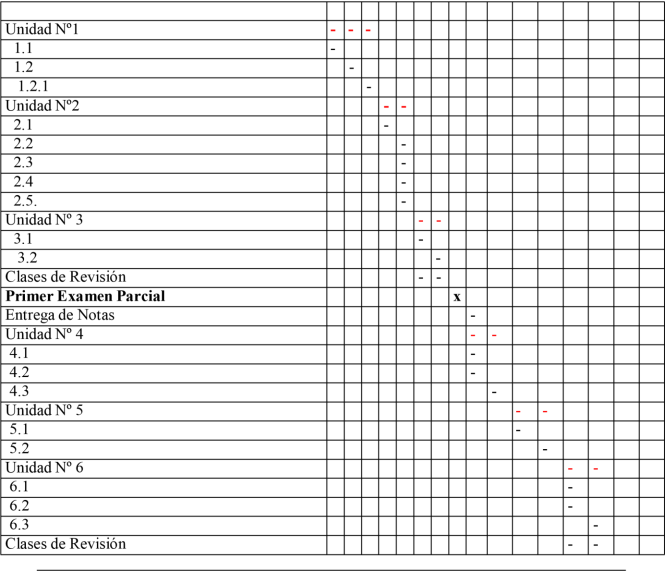 Unidad Nº1 - - -
1.1 -
1.2 -
1.2.1 -
Unidad Nº2 - -
2.1 -
2.2 -
2.3 -
2.4 -
2.5. -
Unidad Nº 3 - -
3.1 -
3.2 -
Clases de Revisión - -
Primer Examen Parcial x
Entrega de Notas -
Unidad Nº 4 - -
4.1 -
4.2 -
4.3 -
Unidad Nº 5 - -
5.1 -
5.2 -
Unidad Nº 6 - -
6.1 -
6.2 -
6.3 -
Clases de Revisión - -